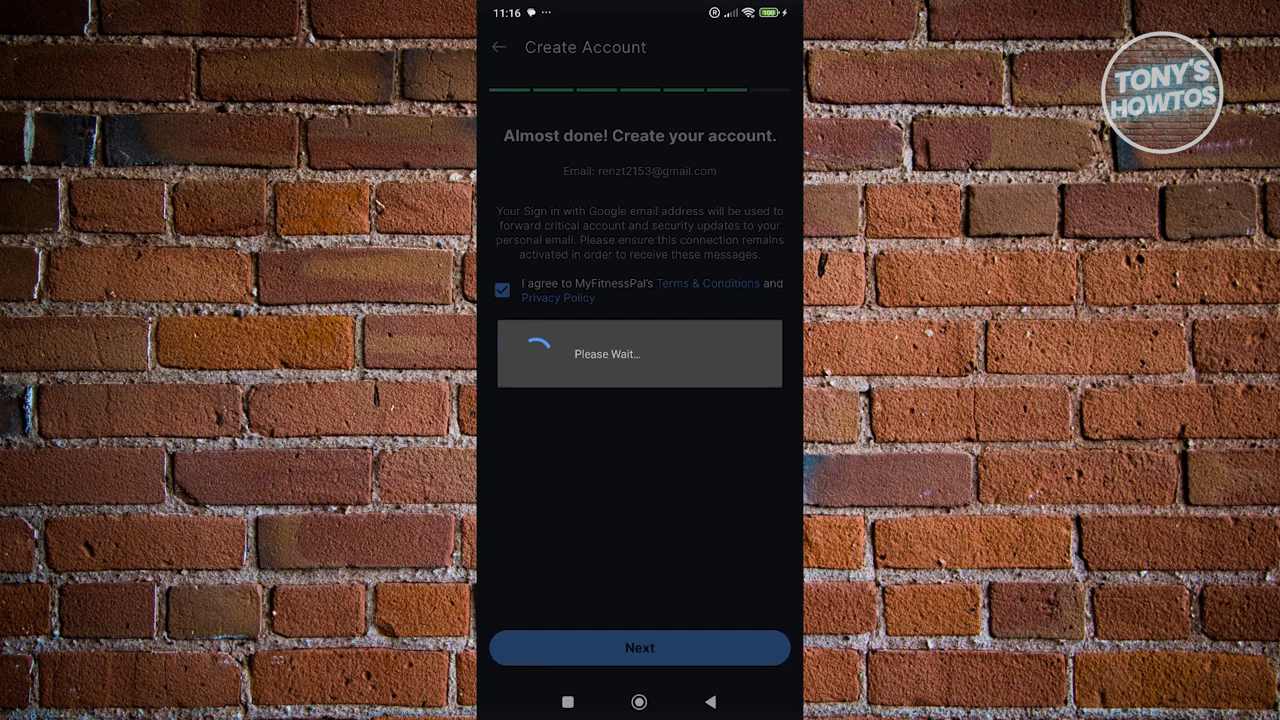 11:16
100
Create Account
TONY'S
HOWTOS
Almost done! Create your account.
Email: renzt2153@gmail.com
Your Sign in with Google email address will be used to
forward critical account and security updates to your
personal email. Please ensure this connection remains
activated in order to receive these messages.
I agree to MyFitnessPal's Terms & Conditions and
Privacy Policy
Please Wait...
Next